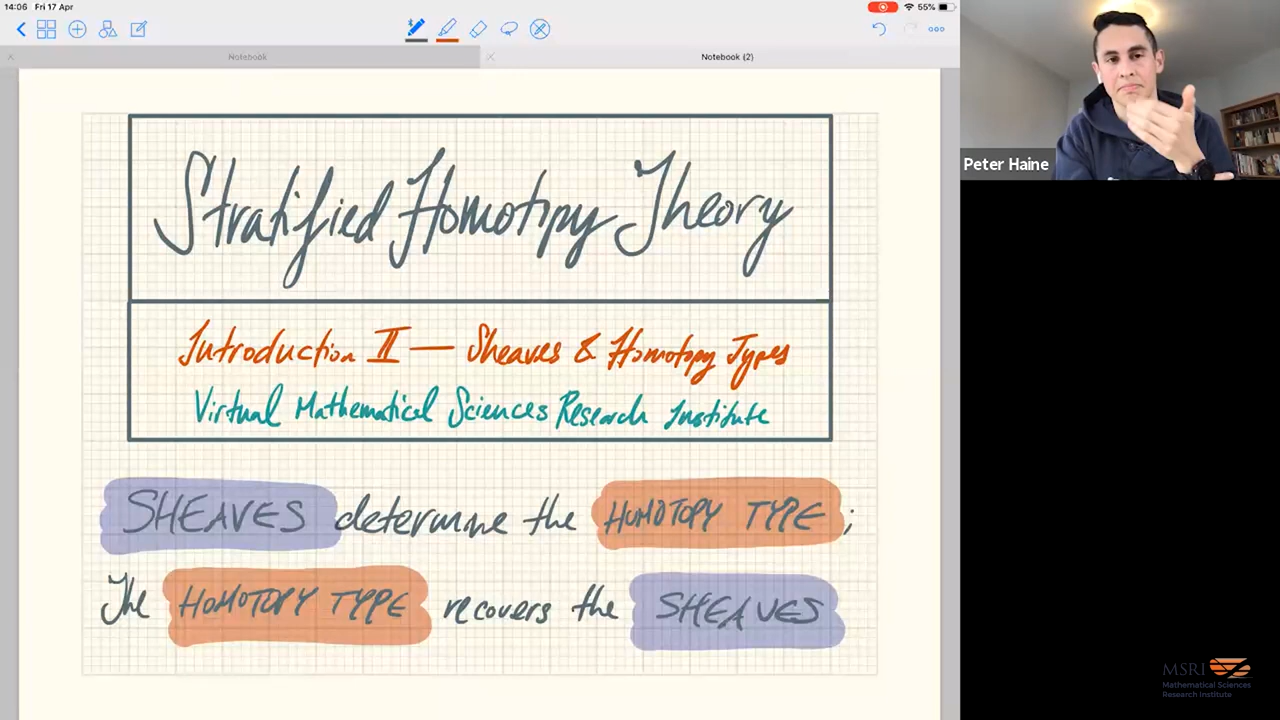 14:06 Fri 17 Apr
55%
Notebook
Notebook (2)
Stratified Homotopy Theory
Introduction II — Sheaves & Homotopy Types
Virtual Mathematical Sciences Research Institute
SHEAVES determine the HOMOTOPY TYPE;
The HOMOTOPY TYPE recovers the SHEAVES
Peter Haine
MSRI
Mathematical Sciences
Research Institute